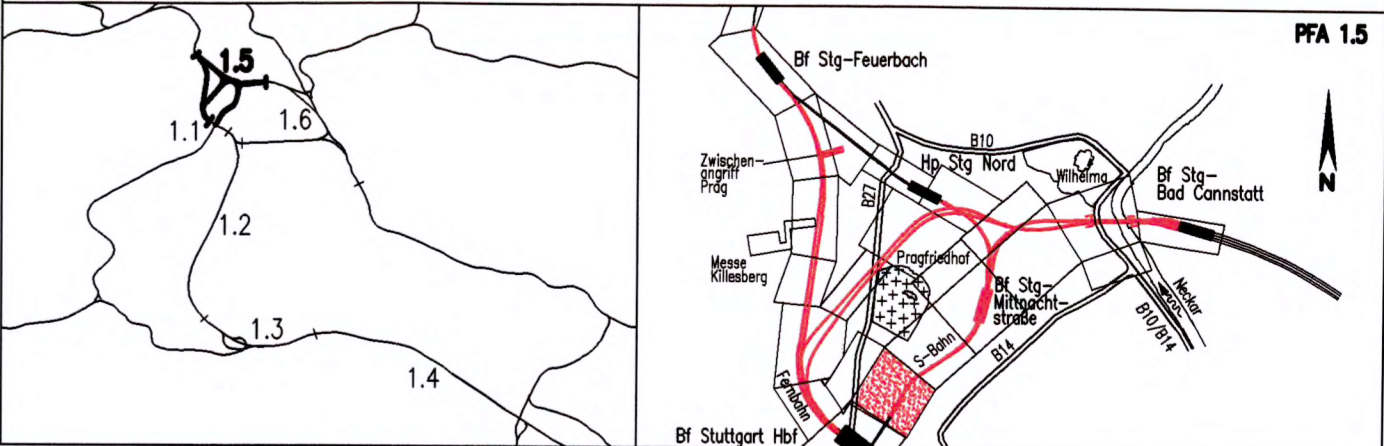 1.5
1.1
1.6
1.2
1.3
1.4
PFA 1.5
Bf Stg-Feuerbach
B10
Zwischen-
angriff
Prag
Hp Stg Nord
Wilhelma
Bf Stg-
Bad Cannstatt
N
B27
Messe
Killesberg
Pragfriedhof
Bf Stg-
Mittnacht-
straße
Neckar
B10/B14
S-Bahn
B14
Fernbahn
Bf Stuttgart Hbf